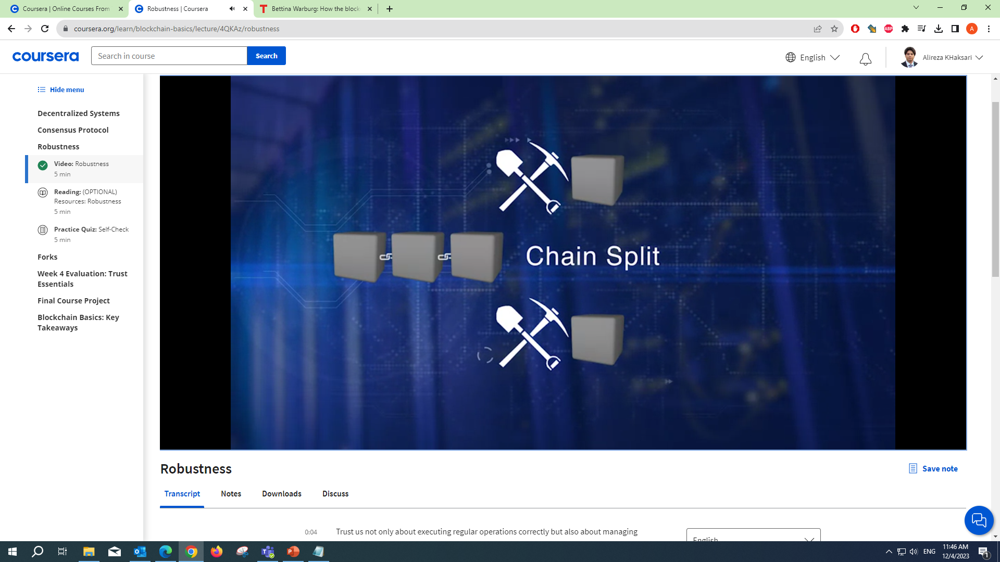 Coursera | Online Courses From
Robustness | Coursera
Bettina Warburg: How the block
coursera.org/learn/blockchain-basics/lecture/4QKAz/robustness
ABP
A
coursera
Search in course
Search
English
Alireza KHaksari
Hide menu
Decentralized Systems
Consensus Protocol
Robustness
Video: Robustness
5 min
Reading: (OPTIONAL)
Resources: Robustness
5 min
Practice Quiz: Self-Check
5 min
Forks
Week 4 Evaluation: Trust
Essentials
Final Course Project
Blockchain Basics: Key
Takeaways
Chain Split
Robustness
Save note
Transcript
Notes
Downloads
Discuss
0:04
Trust us not only about executing regular operations correctly but also about managing
English
ENG
11:46 AM
12/4/2023
1